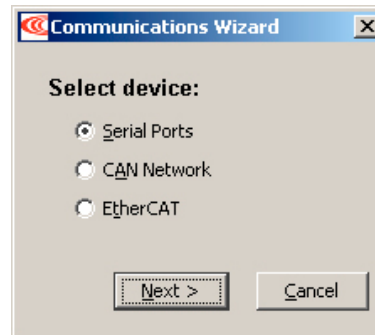 Communications Wizard
Select device:
Serial Ports
CAN Network
EtherCAT
Next >
Cancel